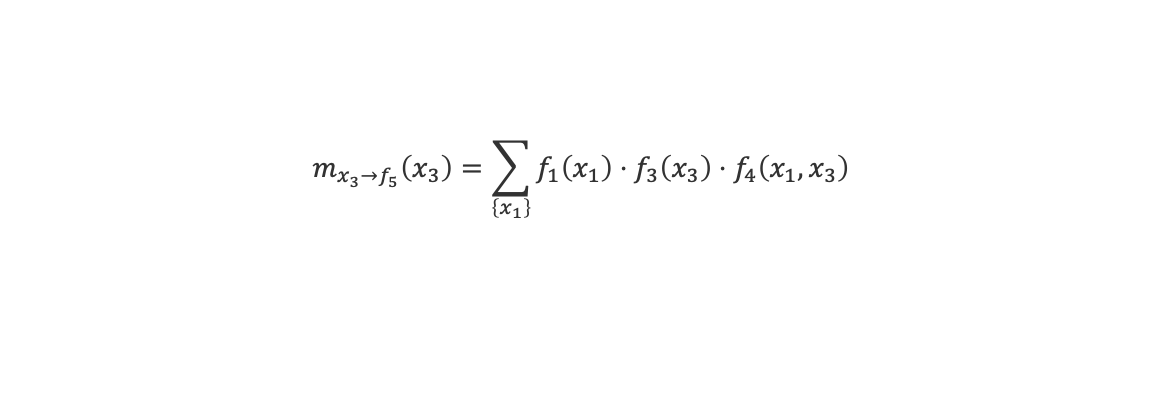 m_{x_3→f_5}(x_3) = ∑_{\{x_1\}} f_1(x_1) · f_3(x_3) · f_4(x_1, x_3)